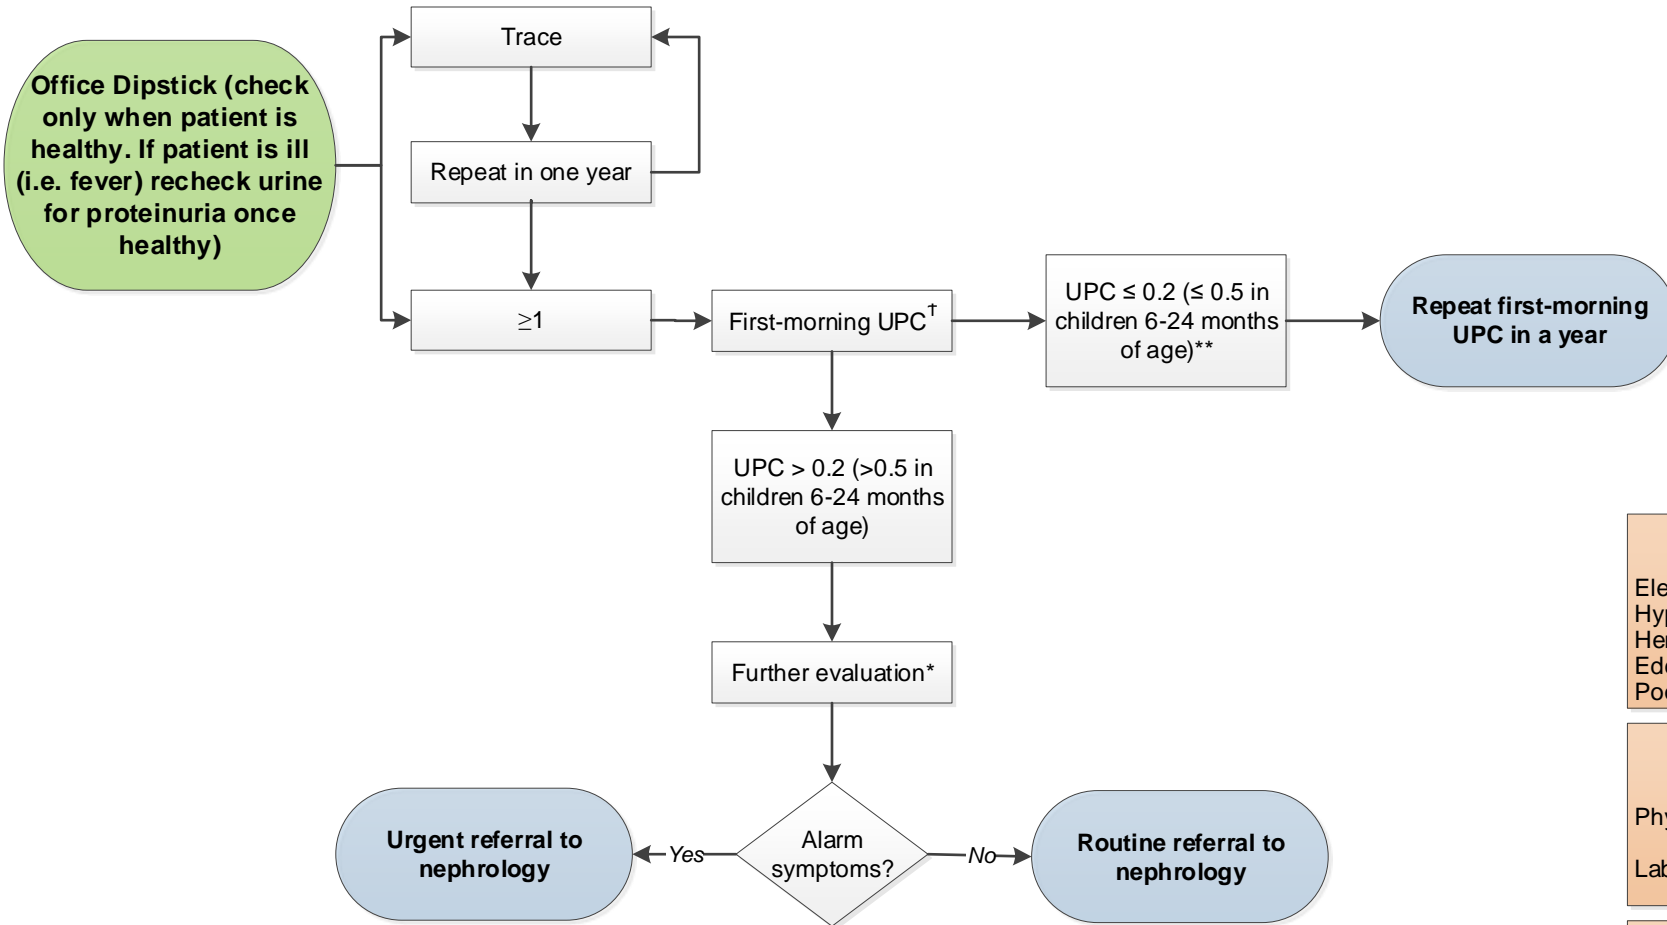 Trace
Office Dipstick (check
only when patient is
healthy. If patient is ill
(i.e. fever) recheck urine
for proteinuria once
healthy)
Repeat in one year
≥1
First-morning UPC†
UPC ≤ 0.2 (≤ 0.5 in
children 6-24 months
of age)**
Repeat first-morning
UPC in a year
UPC > 0.2 (>0.5 in
children 6-24 months
of age)
Further evaluation*
Alarm
symptoms?
Yes
No
Urgent referral to
nephrology
Routine referral to
nephrology